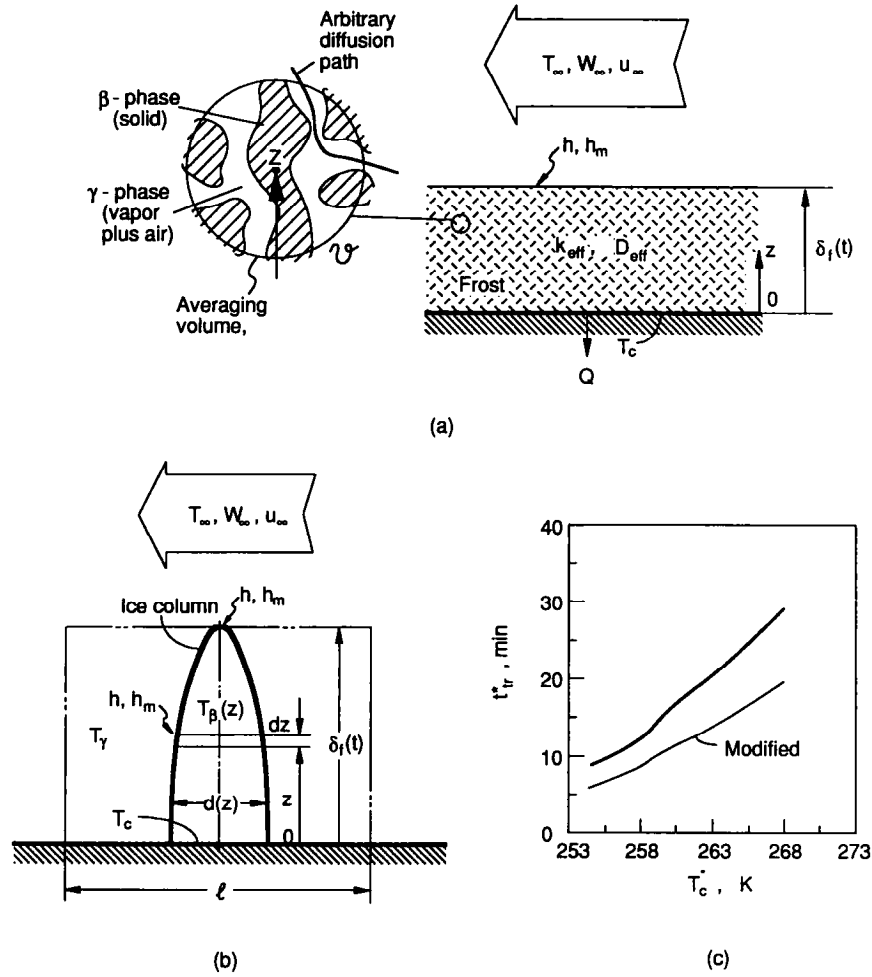 Arbitrary
diffusion
path
β - phase
(solid)
γ - phase
(vapor
plus air)
Z
𝒱
Averaging
volume,
T∞, W∞, u∞
h, hm
keff, Deff
Frost
z
0
δf(t)
Tc
Q
(a)
T∞, W∞, u∞
Ice column
h, hm
h, hm
Tβ(z)
dz
Tγ
δf(t)
d(z)
z
Tc
0
ℓ
(b)
40
30
20
10
0
t*tr , min
Modified
253 258 263 268 273
Tc , K
(c)